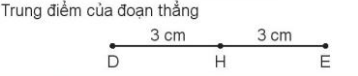 Trung điểm của đoạn thẳng
3 cm 3 cm
D H E